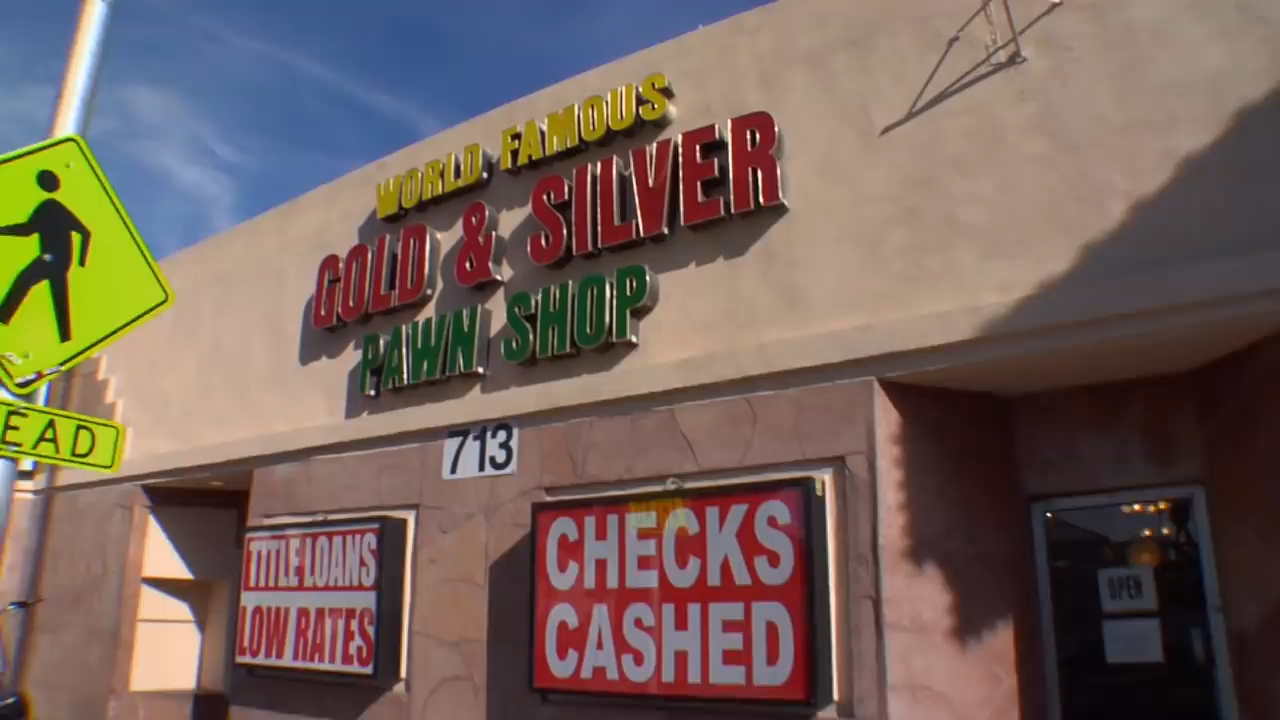 WORLD FAMOUS
GOLD & SILVER
PAWN SHOP
EAD
713
TITLE LOANS
LOW RATES
CHECKS
CASHED
OPEN